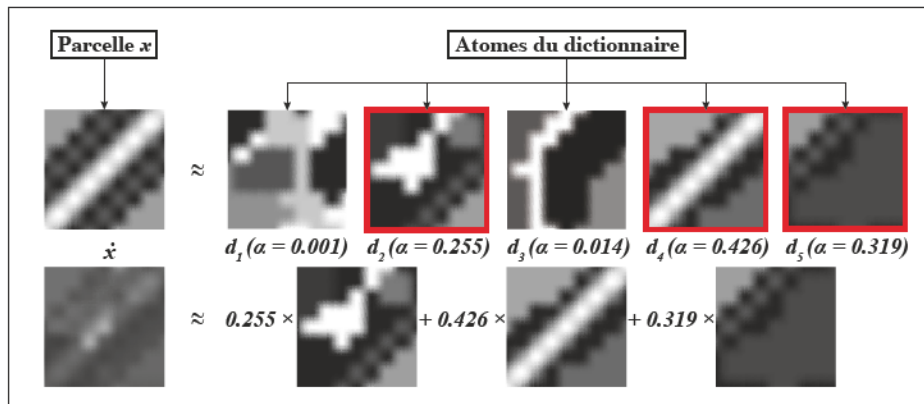 Parcelle x
Atomes du dictionnaire
≈
ẋ d₁ (α = 0.001) d₂ (α = 0.255) d₃ (α = 0.014) d₄ (α = 0.426) d₅ (α = 0.319)
≈ 0.255 × + 0.426 × + 0.319 ×